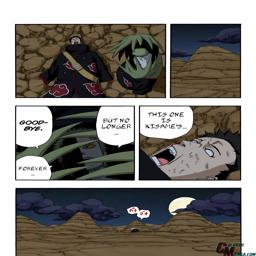 THIS ONE
IS
KISAME'S...
BUT NO
LONGER
...
GOOD-
BYE.
FOREVER
...